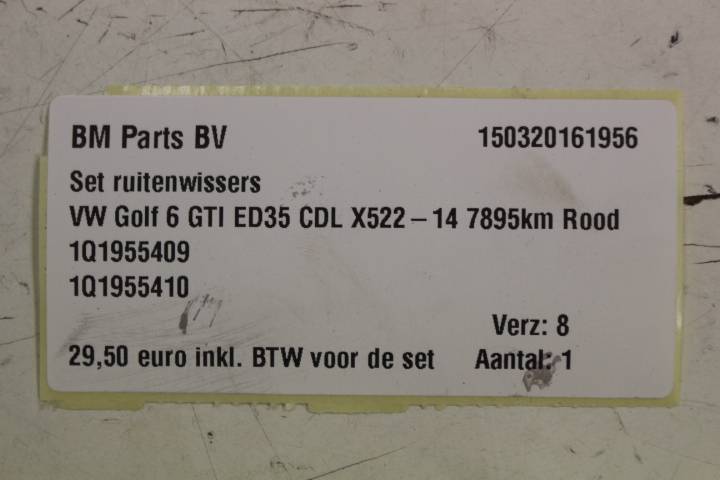 BM Parts BV 150320161956
Set ruitenwissers
VW Golf 6 GTI ED35 CDL X522 – 14 7895km Rood
1Q1955409
1Q1955410
Verz: 8
29,50 euro inkl. BTW voor de set Aantal: 1